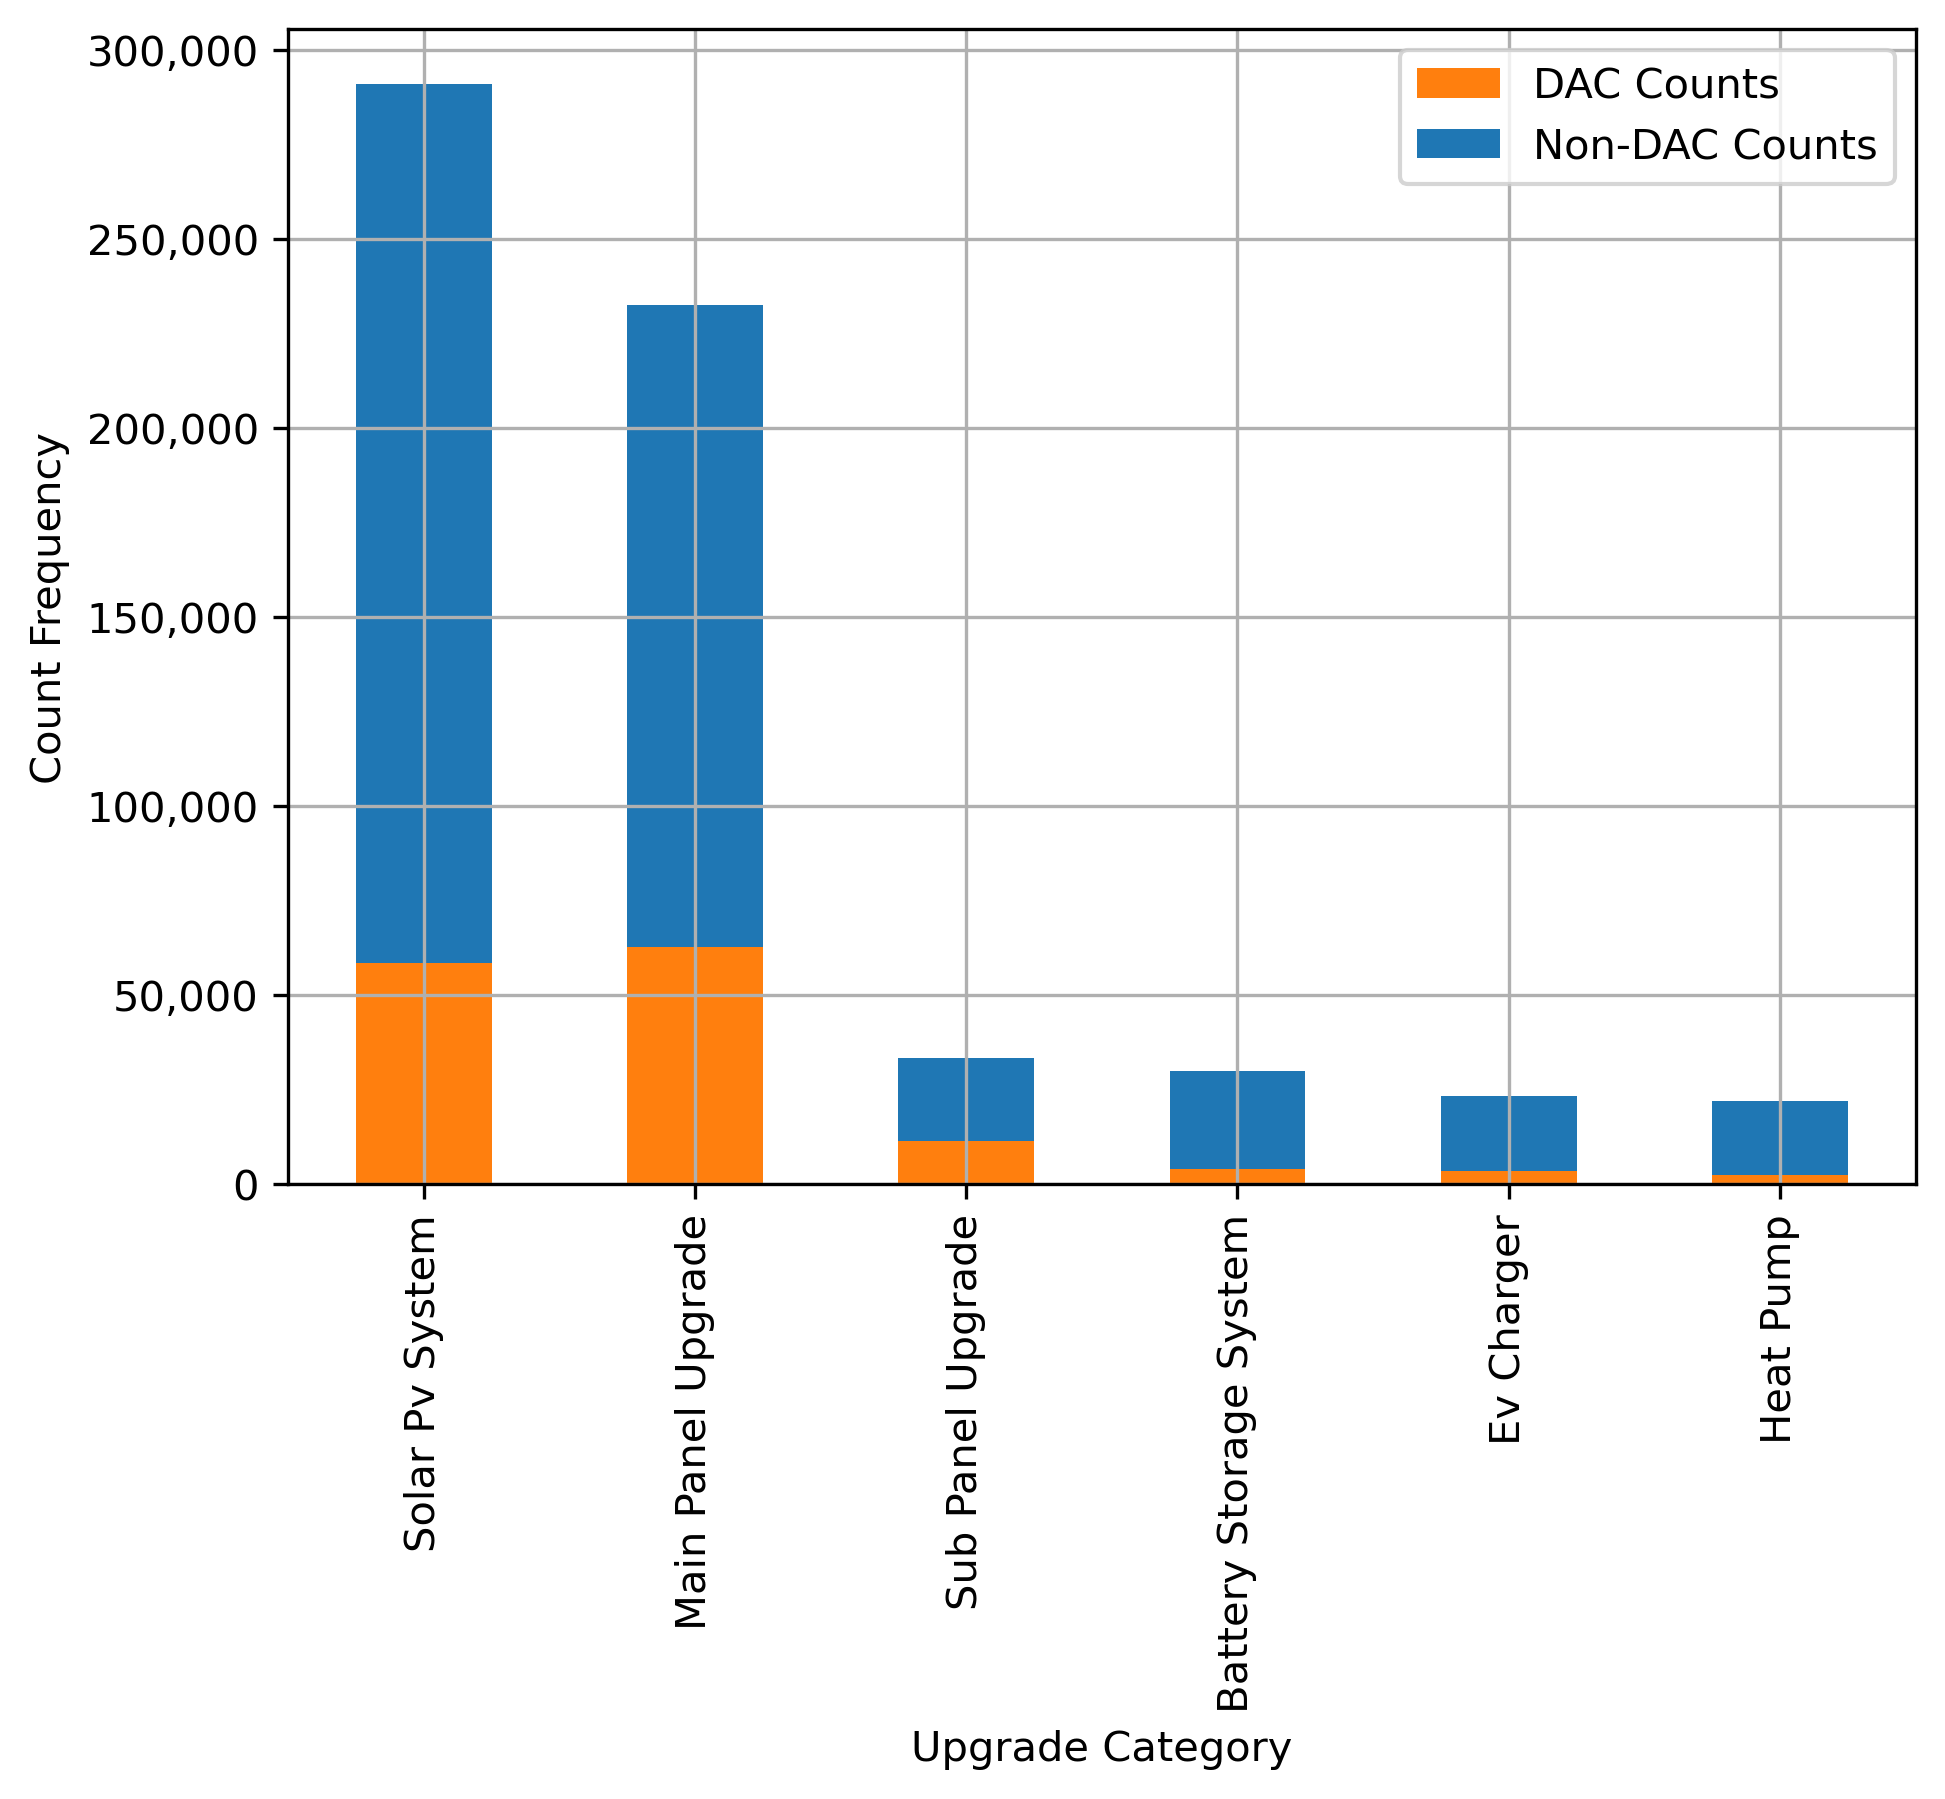 300,000
250,000
200,000
150,000
100,000
50,000
0
Count Frequency
DAC Counts
Non-DAC Counts
Solar Pv System
Main Panel Upgrade
Sub Panel Upgrade
Battery Storage System
Ev Charger
Heat Pump
Upgrade Category